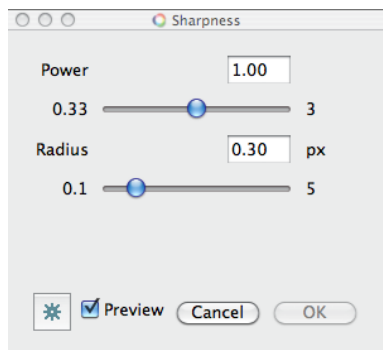 Sharpness
Power 1.00
0.33 3
Radius 0.30 px
0.1 5
Preview Cancel OK